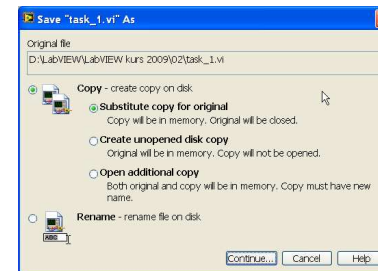 Save "task_1.vi" As
Original file
D:\LabVIEW\LabVIEW kurs 2009\02\task_1.vi
Copy - create copy on disk
Substitute copy for original
Copy will be in memory. Original will be closed.
Create unopened disk copy
Original will be in memory. Copy will not be opened.
Open additional copy
Both original and copy will be in memory. Copy must have new
name.
Rename - rename file on disk
Continue... Cancel Help